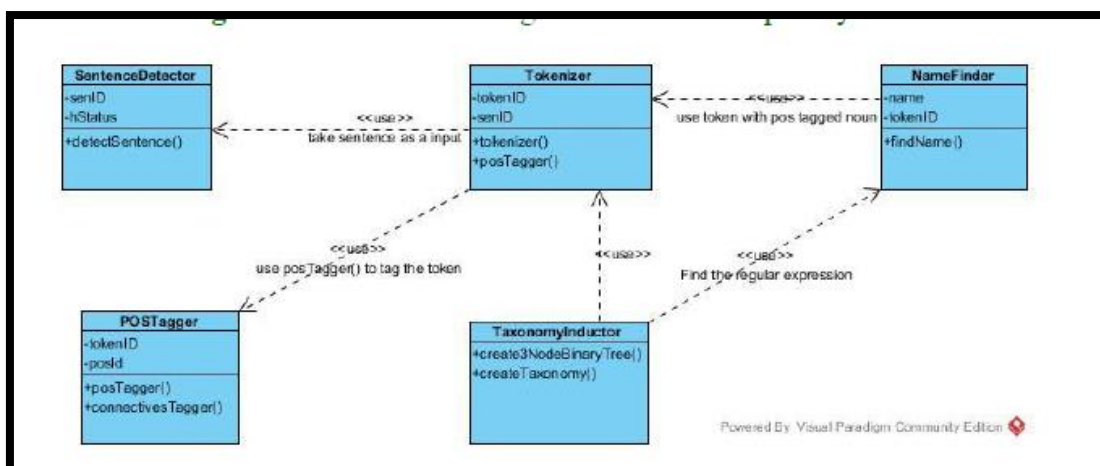 SentenceDetector
-senID
-hStatus
+detectSentence()
<<use>>
take sentence as a input
Tokenizer
-tokenID
-senID
+tokenizer()
+posTagger()
<<use>>
use token with pos tagged noun
NameFinder
-name
-tokenID
+findName()
<<use>>
use posTagger() to tag the token
<<use>>
<<use>>
Find the regular expression
POSTagger
-tokenID
-posId
+posTagger()
+connectivesTagger()
TaxonomyInductor
+create3NodeBinaryTree()
+createTaxonomy()
Powered By Visual Paradigm Community Edition